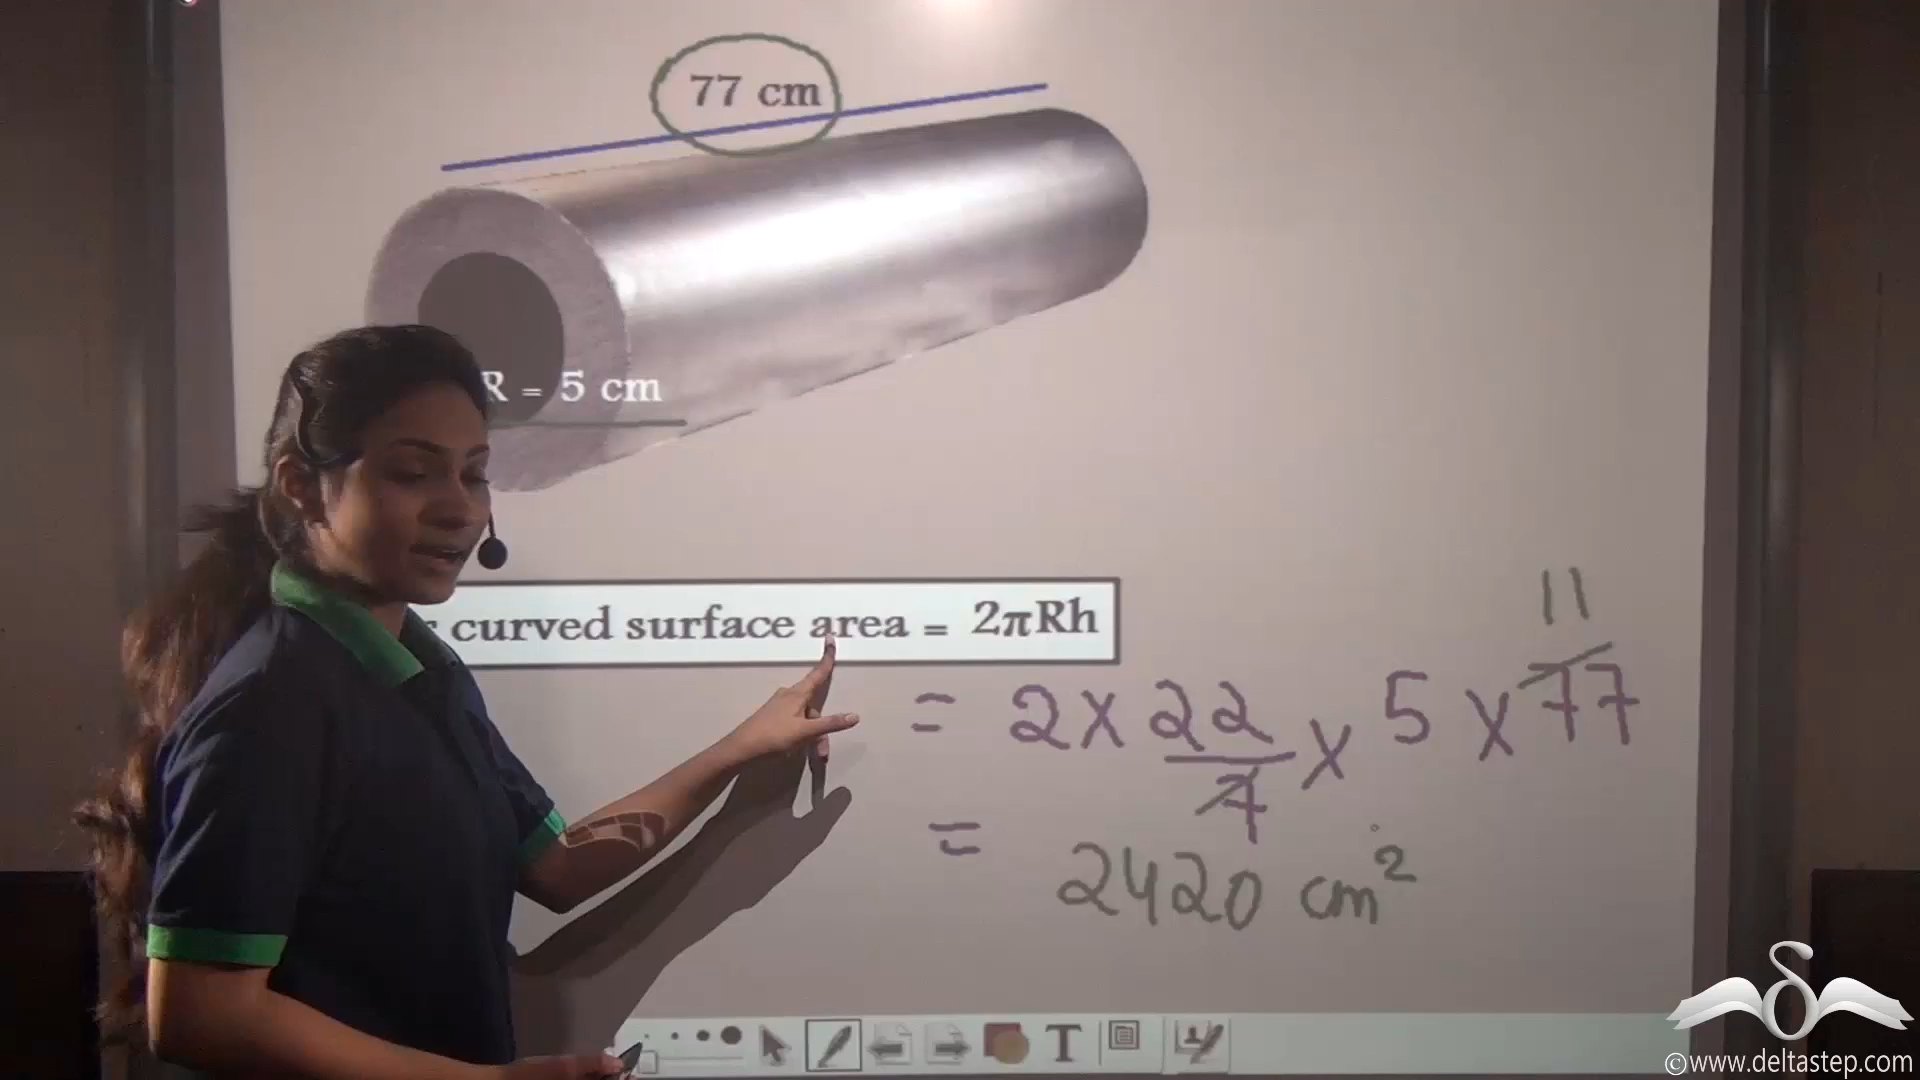 77 cm
R = 5 cm
curved surface area = 2πRh
11
= 2 x 22/7 x 5 x 77
= 2420 cm²
T
©www.deltastep.com